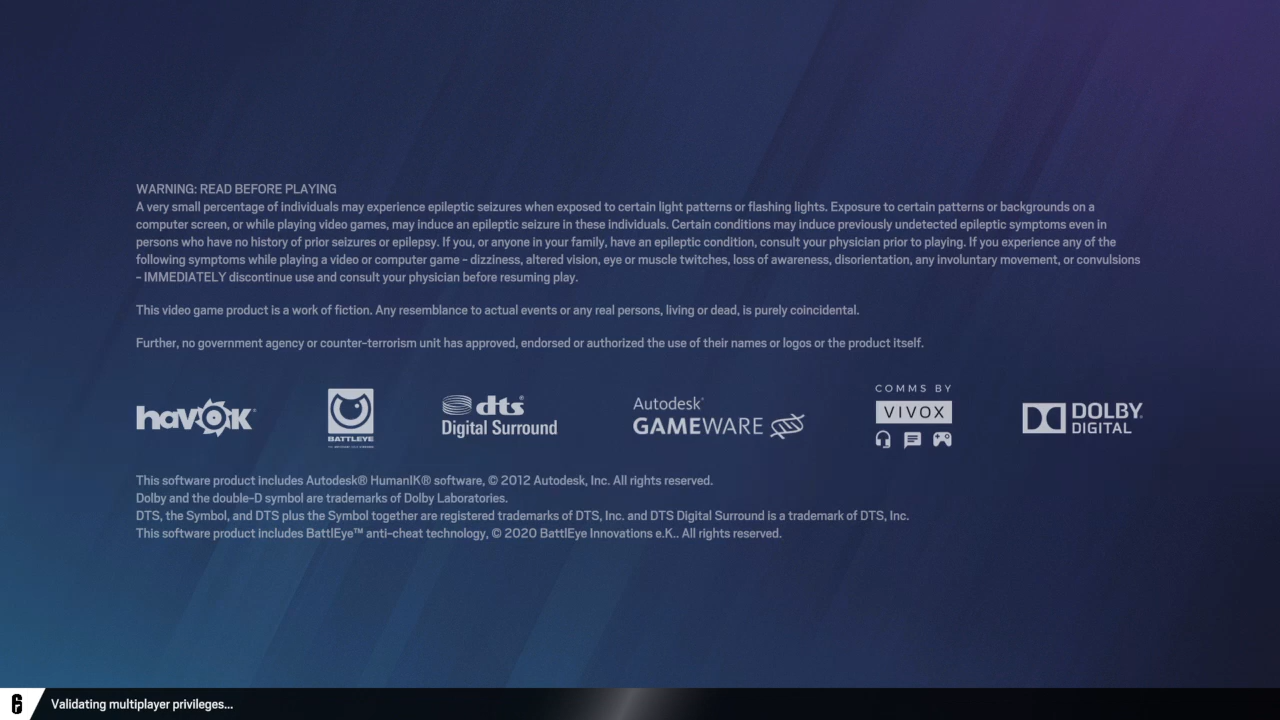 WARNING: READ BEFORE PLAYING
A very small percentage of individuals may experience epileptic seizures when exposed to certain light patterns or flashing lights. Exposure to certain patterns or backgrounds on a
computer screen, or while playing video games, may induce an epileptic seizure in these individuals. Certain conditions may induce previously undetected epileptic symptoms even in
persons who have no history of prior seizures or epilepsy. If you, or anyone in your family, have an epileptic condition, consult your physician prior to playing. If you experience any of the
following symptoms while playing a video or computer game - dizziness, altered vision, eye or muscle twitches, loss of awareness, disorientation, any involuntary movement, or convulsions
- IMMEDIATELY discontinue use and consult your physician before resuming play.
This video game product is a work of fiction. Any resemblance to actual events or any real persons, living or dead, is purely coincidental.
Further, no government agency or counter-terrorism unit has approved, endorsed or authorized the use of their names or logos or the product itself.
havok®
BATTLEYE
dts®
Digital Surround
Autodesk®
GAMEWARE
COMMS BY
VIVOX
DOLBY®
DIGITAL
This software product includes Autodesk® HumanIK® software, © 2012 Autodesk, Inc. All rights reserved.
Dolby and the double-D symbol are trademarks of Dolby Laboratories.
DTS, the Symbol, and DTS plus the Symbol together are registered trademarks of DTS, Inc. and DTS Digital Surround is a trademark of DTS, Inc.
This software product includes BattlEye™ anti-cheat technology, © 2020 BattlEye Innovations e.K.. All rights reserved.
6 Validating multiplayer privileges...